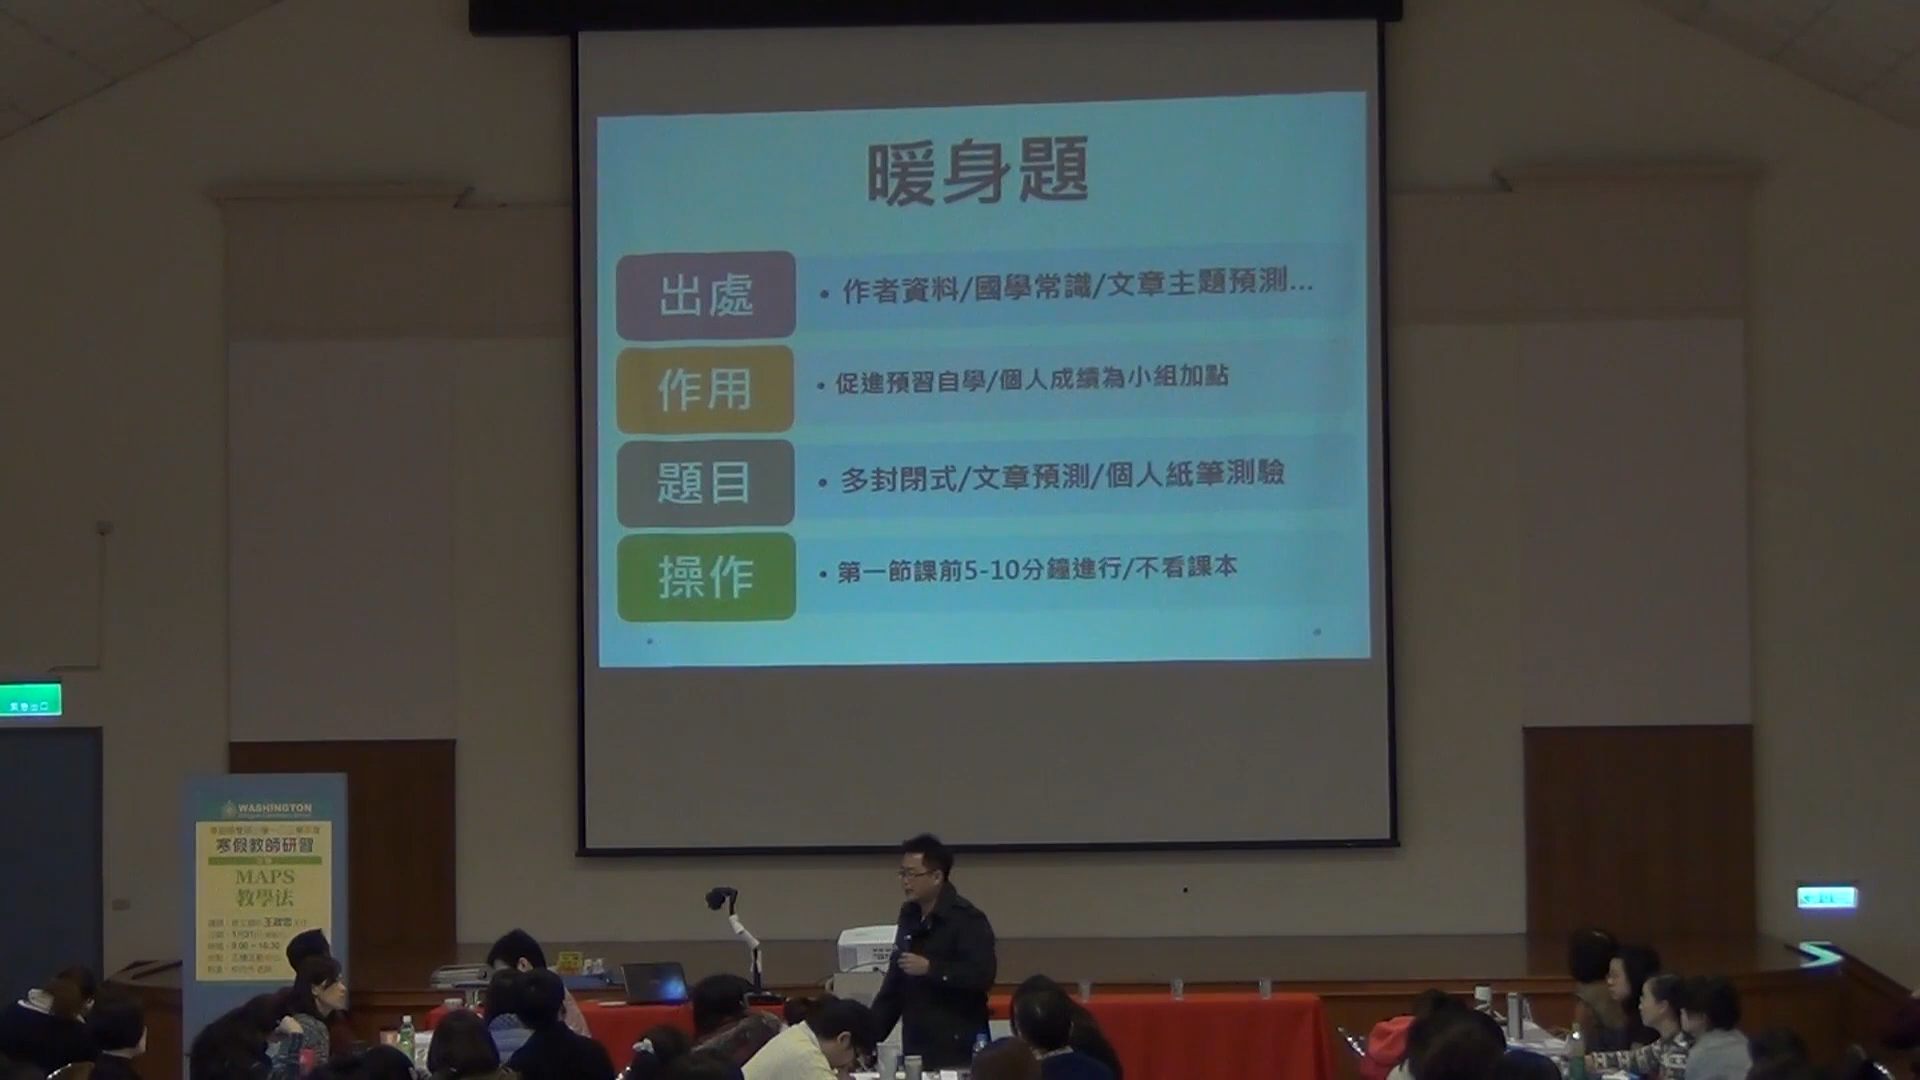 暖身題
出處
• 作者資料/國學常識/文章主題預測...
作用
• 促進預習自學/個人成績為小組加點
題目
• 多封閉式/文章預測/個人紙筆測驗
操作
• 第一節課前5-10分鐘進行/不看課本
WASHINGTON
寒假教師研習
MAPS
教學法